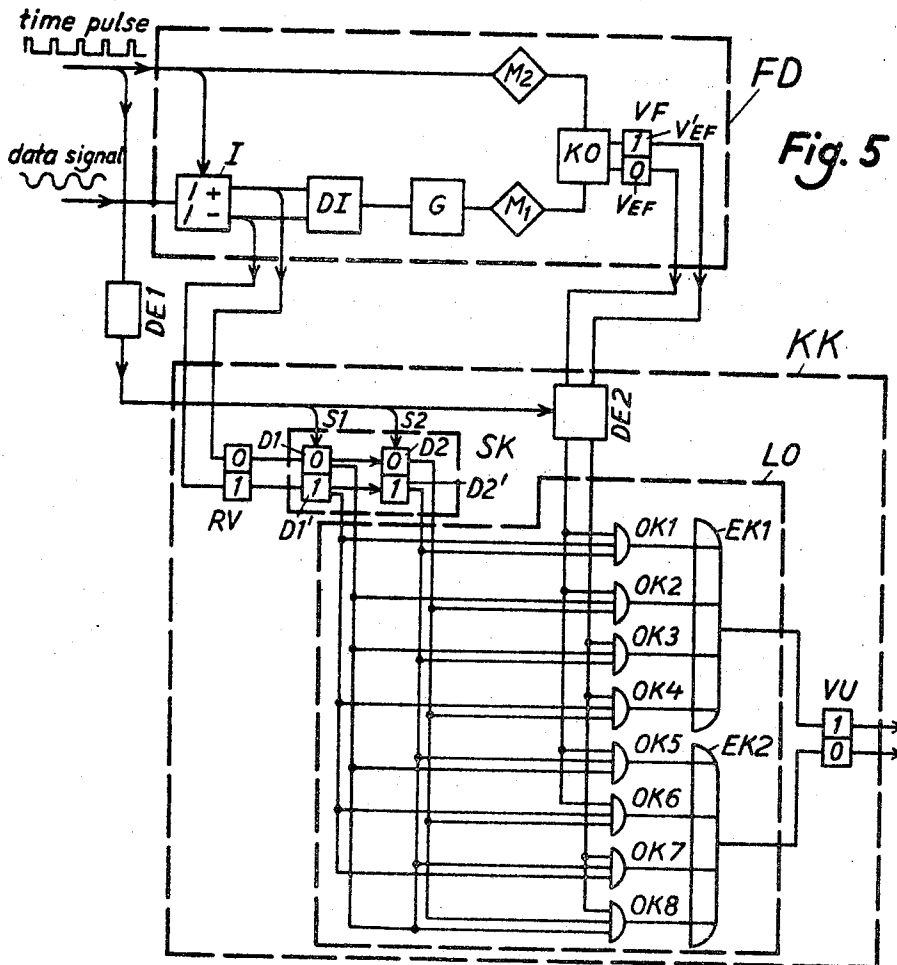 time pulse
FD
M2
VF
V'EF
Fig. 5
data signal
I
KO
1
0
I +
I -
DI
G
M1
VEF
DE1
KK
S1
S2
DE2
D1
D2
SK
LO
0
0
0
1
1
1
D2'
RV
D1'
OK1
EK1
OK2
OK3
OK4
VU
1
0
OK5
EK2
OK6
OK7
OK8